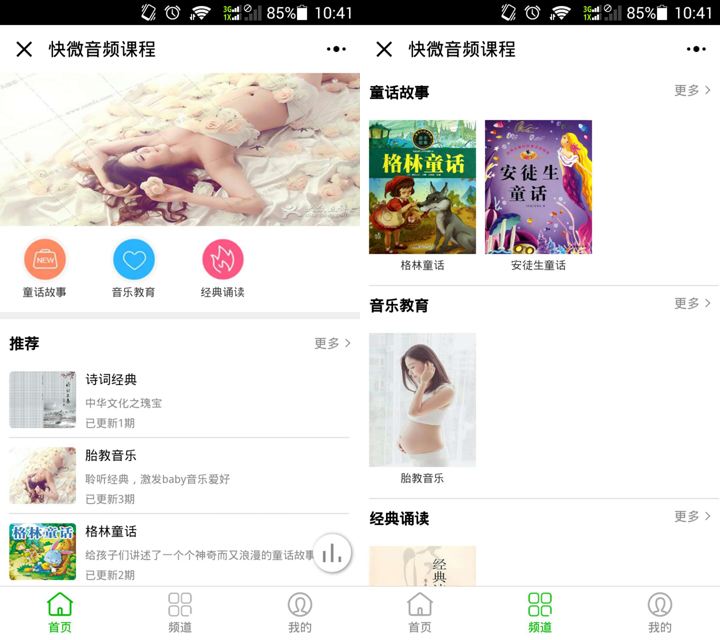 3G
1X
85%
10:41
快微音频课程
NEW
童话故事
音乐教育
经典诵读
推荐
更多
诗词经典
中华文化之瑰宝
已更新1期
胎教音乐
聆听经典，激发baby音乐爱好
已更新3期
格林童话
格林童话
给孩子们讲述了一个个神奇而又浪漫的童话故事
已更新2期
首页
频道
我的
3G
1X
85%
10:41
快微音频课程
童话故事
更多
格林童话
安徒生
童话
格林童话
安徒生童话
音乐教育
更多
胎教音乐
经典诵读
更多
经典
首页
频道
我的